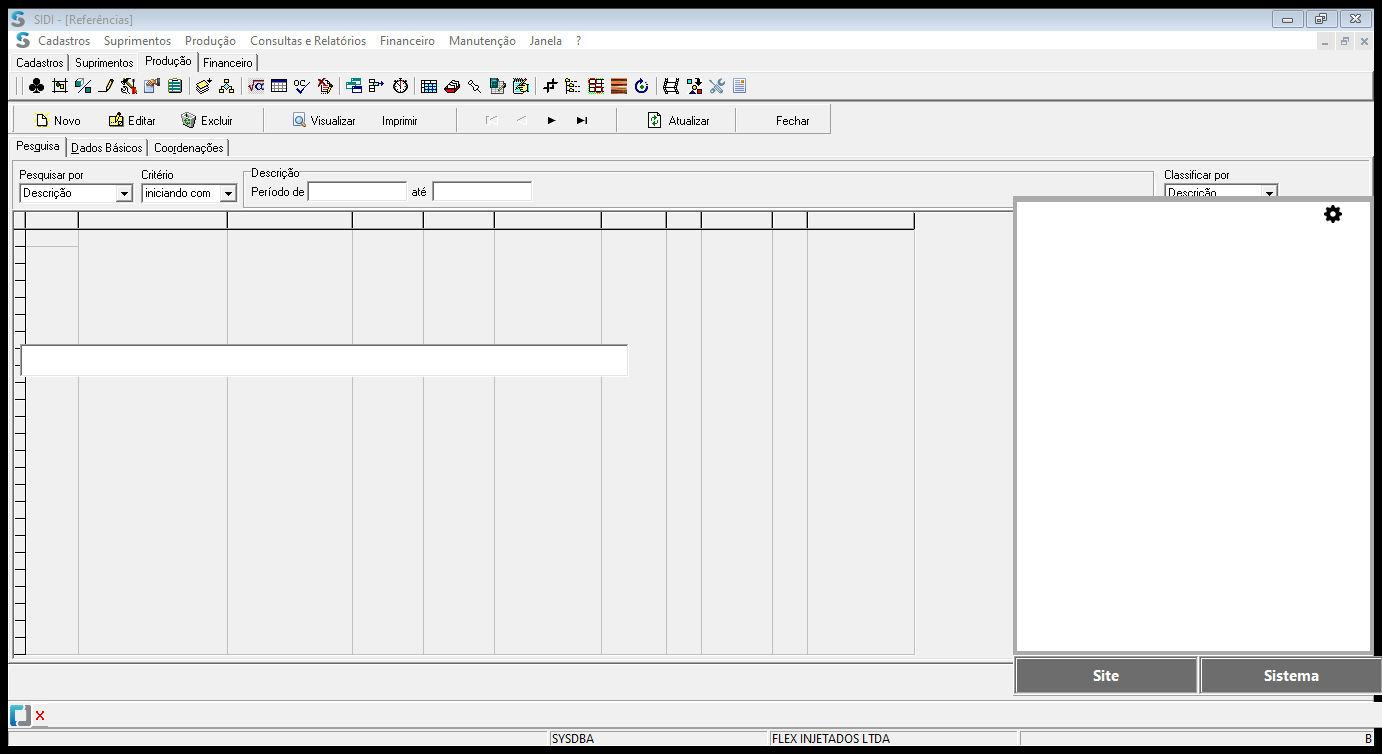 SIDI - [Referências]
Cadastros Suprimentos Produção Consultas e Relatórios Financeiro Manutenção Janela ?
Cadastros Suprimentos Produção Financeiro
Novo Editar Excluir Visualizar Imprimir Atualizar Fechar
Pesquisa Dados Básicos Coordenações
Pesquisar por Critério Descrição Classificar por
Descrição iniciando com Período de até Descrição
Site Sistema
SYSDBA FLEX INJETADOS LTDA B